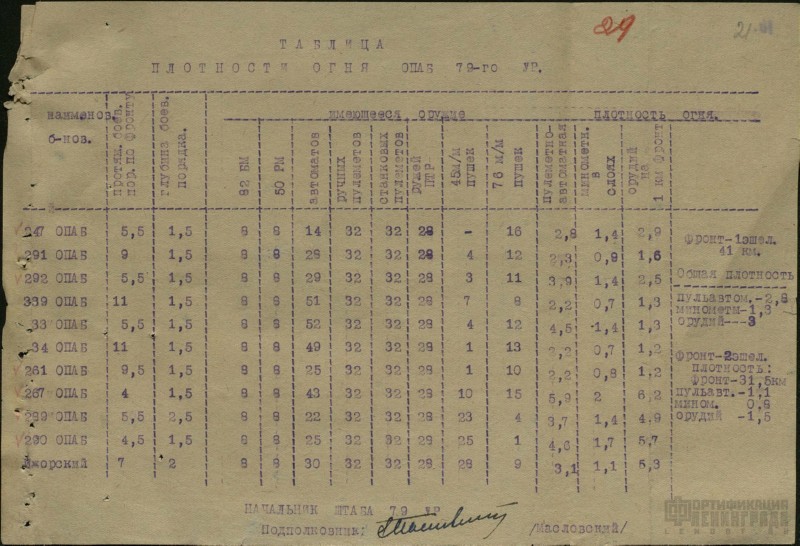 29
21
ТАБЛИЦА
ПЛОТНОСТИ ОГНЯ ОПАБ 79-го УР.
наименов. б-нов. протяж. боев. пор. по фронту глубина боев. порядка. имеющееся оружие плотность огня.
82 БМ 50 РМ автоматов ручных пулеметов станковых пулеметов ружей ПТР 45м/м пушек 76 м/м пушек пулеметно-автоматная минометн. в слоях орудий на 1 км фронт
247 ОПАБ 5,5 1,5 8 8 14 32 32 28 - 16 2,8 1,4 2,9
291 ОПАБ 9 1,5 8 8 28 32 32 28 4 12 2,3 0,9 1,6
292 ОПАБ 5,5 1,5 8 8 29 32 32 28 3 11 3,9 1,4 2,5
339 ОПАБ 11 1,5 8 8 51 32 32 28 7 8 2,2 0,7 1,3
33 ОПАБ 5,5 1,5 8 8 52 32 32 28 4 12 4,5 1,4 1,3
34 ОПАБ 11 1,5 8 8 49 32 32 28 1 13 2,2 0,7 1,2
261 ОПАБ 9,5 1,5 8 8 25 32 32 28 1 10 2,2 0,8 1,2
267 ОПАБ 4 1,5 8 8 43 32 32 28 10 15 5,9 2 6,2
289 ОПАБ 5,5 2,5 8 8 22 32 32 28 23 4 3,7 1,4 4,9
290 ОПАБ 4,5 1,5 8 8 25 32 32 28 25 1 4,6 1,7 5,7
Ижорский 7 2 8 8 30 32 32 28 28 9 3,1 1,1 5,3
фронт-1эшел.
41 км.
Общая плотность
пульавтом.-2,8
минометы-1,3
орудий---3
фронт-2эшел.
плотность:
фронт-31,5км
пульавт.-1,1
мином. 0,8
орудий -1,5
НАЧАЛЬНИК ШТАБА 79 УР
Подполковник; /Масловский/
ФОРТИФИКАЦИЯ
ЛЕНИНГРАДА